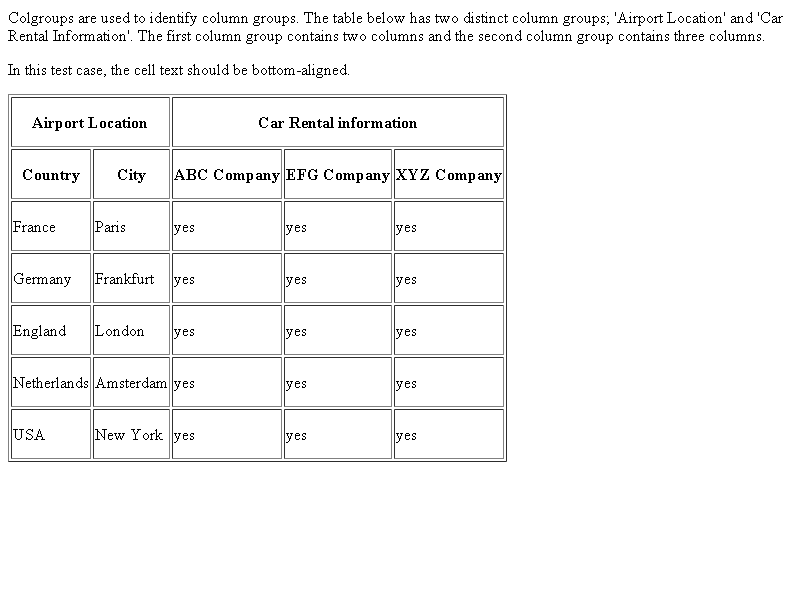 Colgroups are used to identify column groups. The table below has two distinct column groups; 'Airport Location' and 'Car
Rental Information'. The first column group contains two columns and the second column group contains three columns.
In this test case, the cell text should be bottom-aligned.
Airport Location Car Rental information
Country City ABC Company EFG Company XYZ Company
France Paris yes yes yes
Germany Frankfurt yes yes yes
England London yes yes yes
Netherlands Amsterdam yes yes yes
USA New York yes yes yes